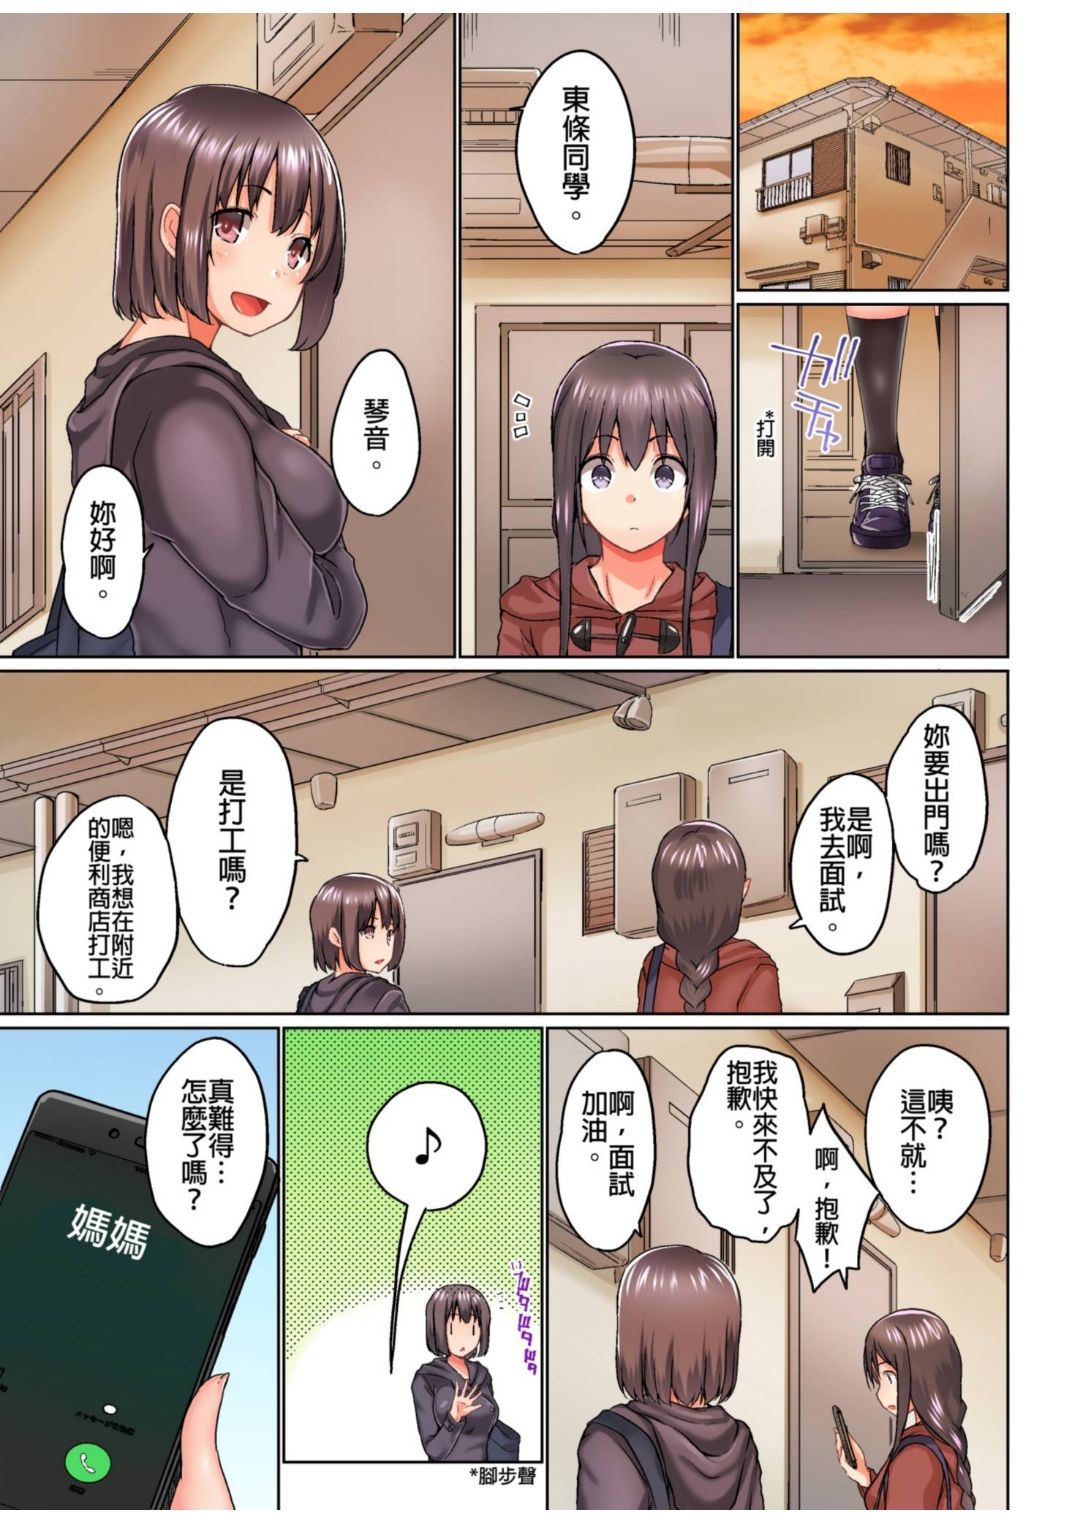 ガ
チャ
*打開
東條同學。
琴音。
妳好啊。
妳要出門嗎？
是啊，
我去面試。
是打工嗎？
嗯，我想在附近
的便利商店打工。
咦？
這不就…
啊，抱歉！
我快來不及了，
抱歉。
啊，面試
加油。
♪
*腳步聲
真難得…
怎麼了嗎？
媽媽